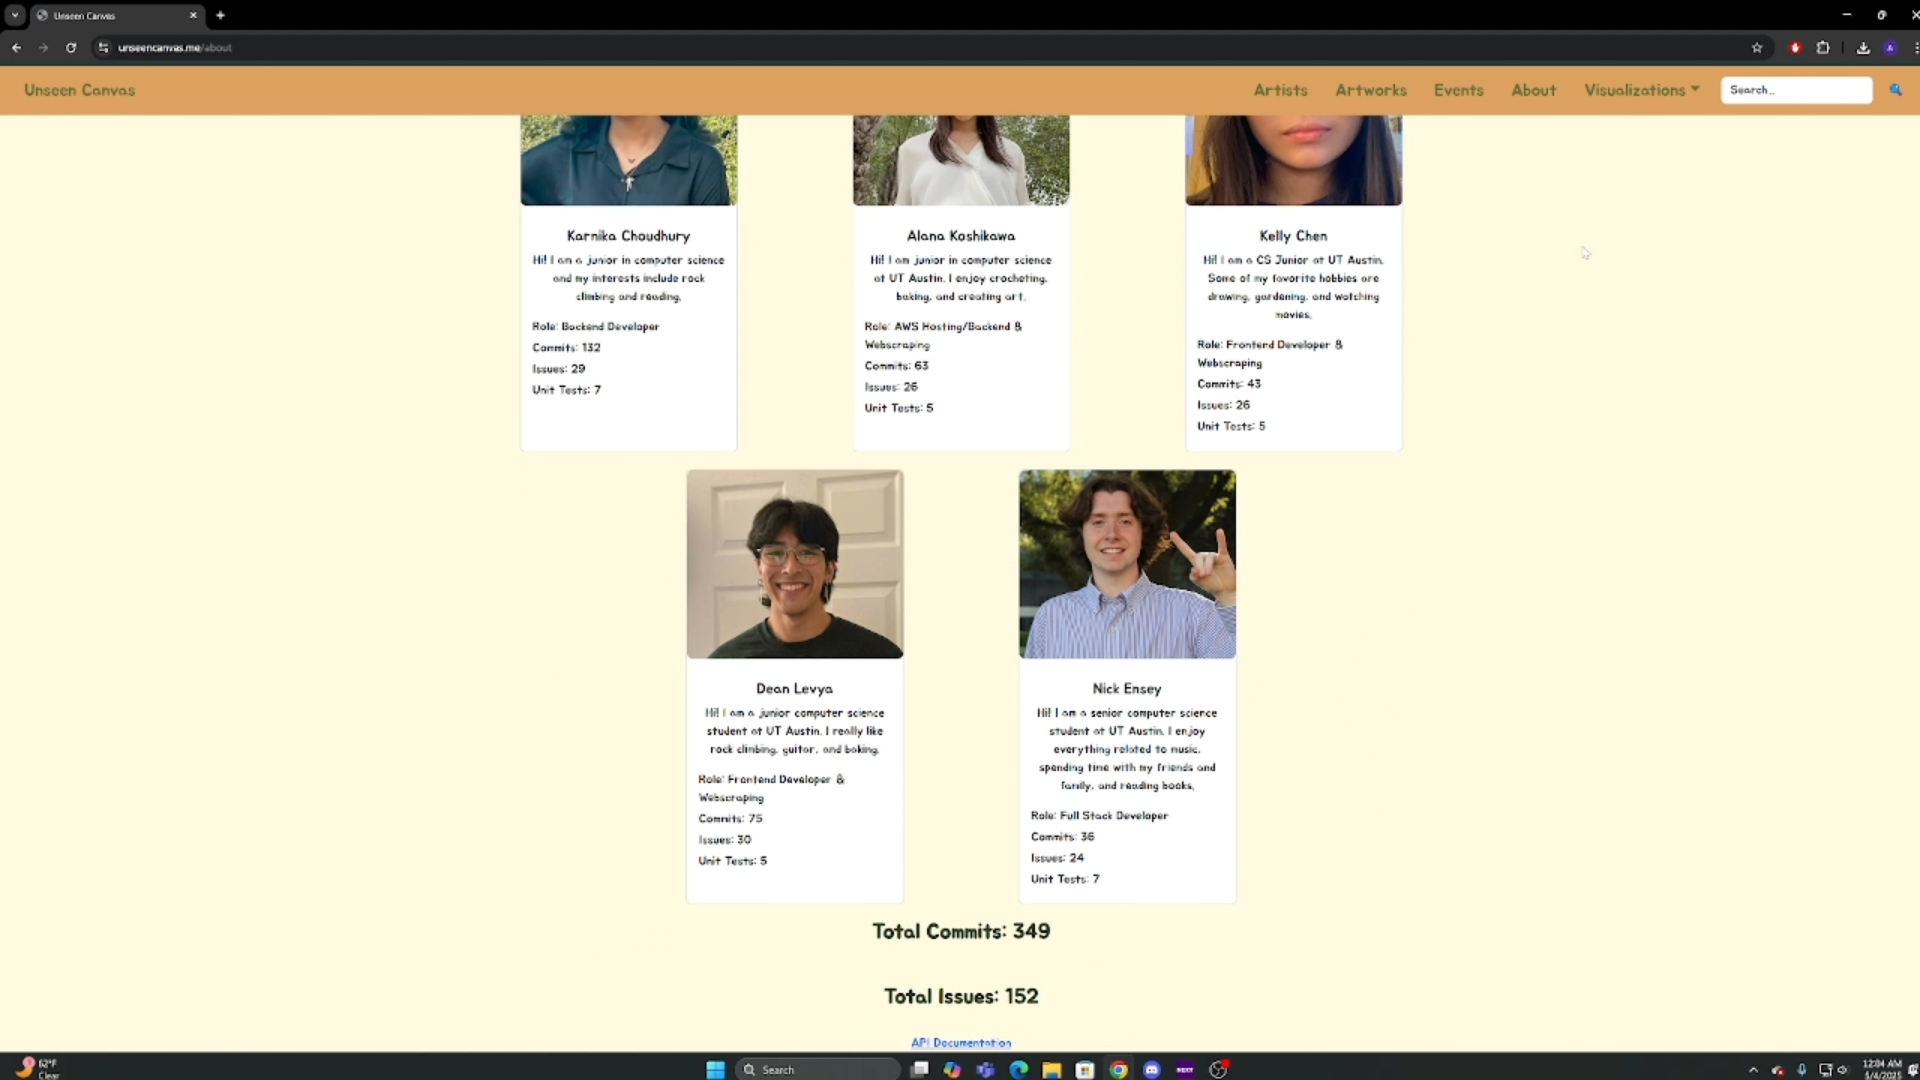 Unseen Canvas
unseencanvas.me/about
Unseen Canvas
Artists
Artworks
Events
About
Visualizations
Search..
Karnika Choudhury
Hi! I am a junior in computer science
and my interests include rock
climbing and reading.
Role: Backend Developer
Commits: 132
Issues: 29
Unit Tests: 7
Alana Koshikawa
Hi! I am junior in computer science
at UT Austin. I enjoy crocheting,
baking, and creating art.
Role: AWS Hosting/Backend &
Webscraping
Commits: 63
Issues: 26
Unit Tests: 5
Kelly Chen
Hi! I am a CS Junior at UT Austin.
Some of my favorite hobbies are
drawing, gardening, and watching
movies.
Role: Frontend Developer &
Webscraping
Commits: 43
Issues: 26
Unit Tests: 5
Dean Levya
Hi! I am a junior computer science
student at UT Austin. I really like
rock climbing, guitar, and baking.
Role: Frontend Developer &
Webscraping
Commits: 75
Issues: 30
Unit Tests: 5
Nick Ensey
Hi! I am a senior computer science
student at UT Austin. I enjoy
everything related to music,
spending time with my friends and
family, and reading books.
Role: Full Stack Developer
Commits: 36
Issues: 24
Unit Tests: 7
Total Commits: 349
Total Issues: 152
API Documentation
62°F
Clear
Search
NEXT
12:04 AM
5/4/2025